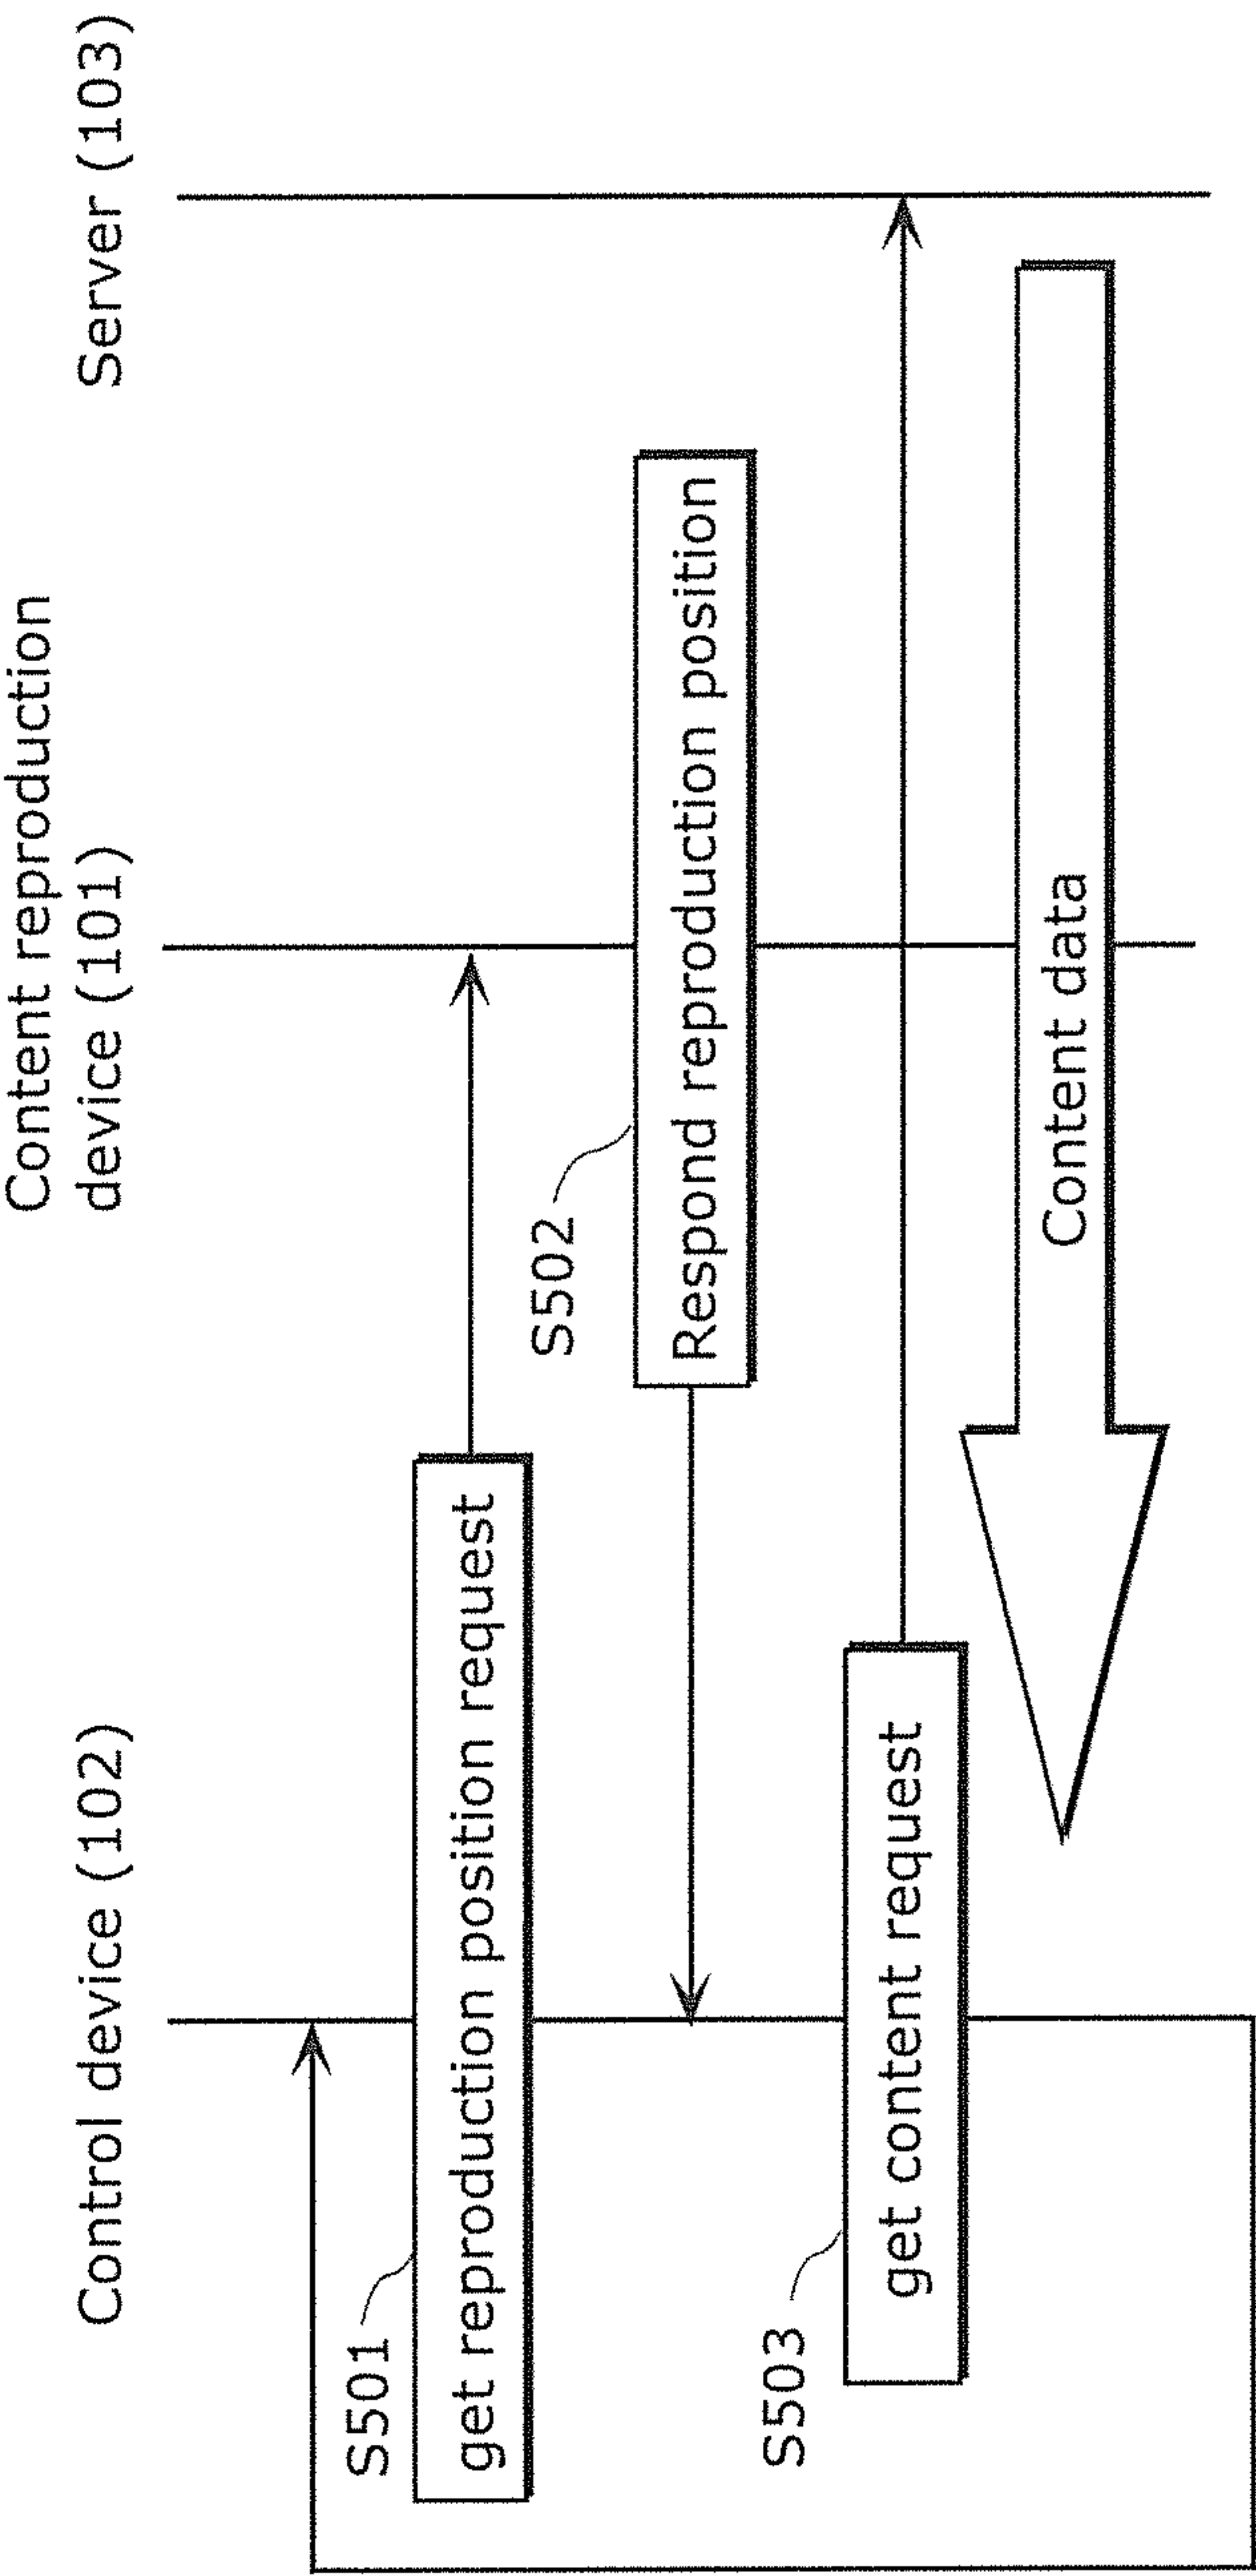 Control device (102)
Content reproduction
device (101)
Server (103)
S501
get reproduction position request
S502
Respond reproduction position
S503
get content request
Content data